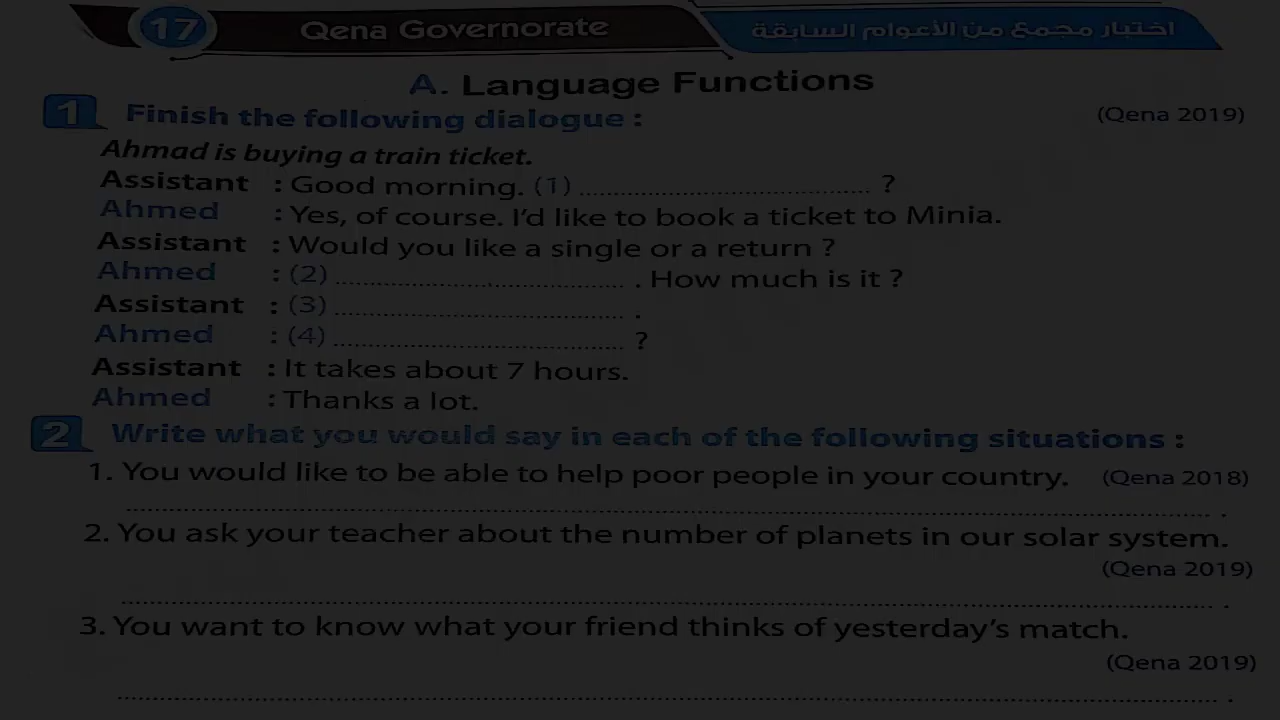 17 Qena Governorate اختبار مجمع من الأعوام السابقة
A. Language Functions
1 Finish the following dialogue : (Qena 2019)
Ahmad is buying a train ticket.
Assistant : Good morning. (1) ........................................ ?
Ahmed : Yes, of course. I'd like to book a ticket to Minia.
Assistant : Would you like a single or a return ?
Ahmed : (2) ........................................ . How much is it ?
Assistant : (3) ........................................ .
Ahmed : (4) ........................................ ?
Assistant : It takes about 7 hours.
Ahmed : Thanks a lot.
2 Write what you would say in each of the following situations :
1. You would like to be able to help poor people in your country. (Qena 2018)
........................................ .
2. You ask your teacher about the number of planets in our solar system.
(Qena 2019)
........................................ .
3. You want to know what your friend thinks of yesterday's match.
(Qena 2019)
........................................ .